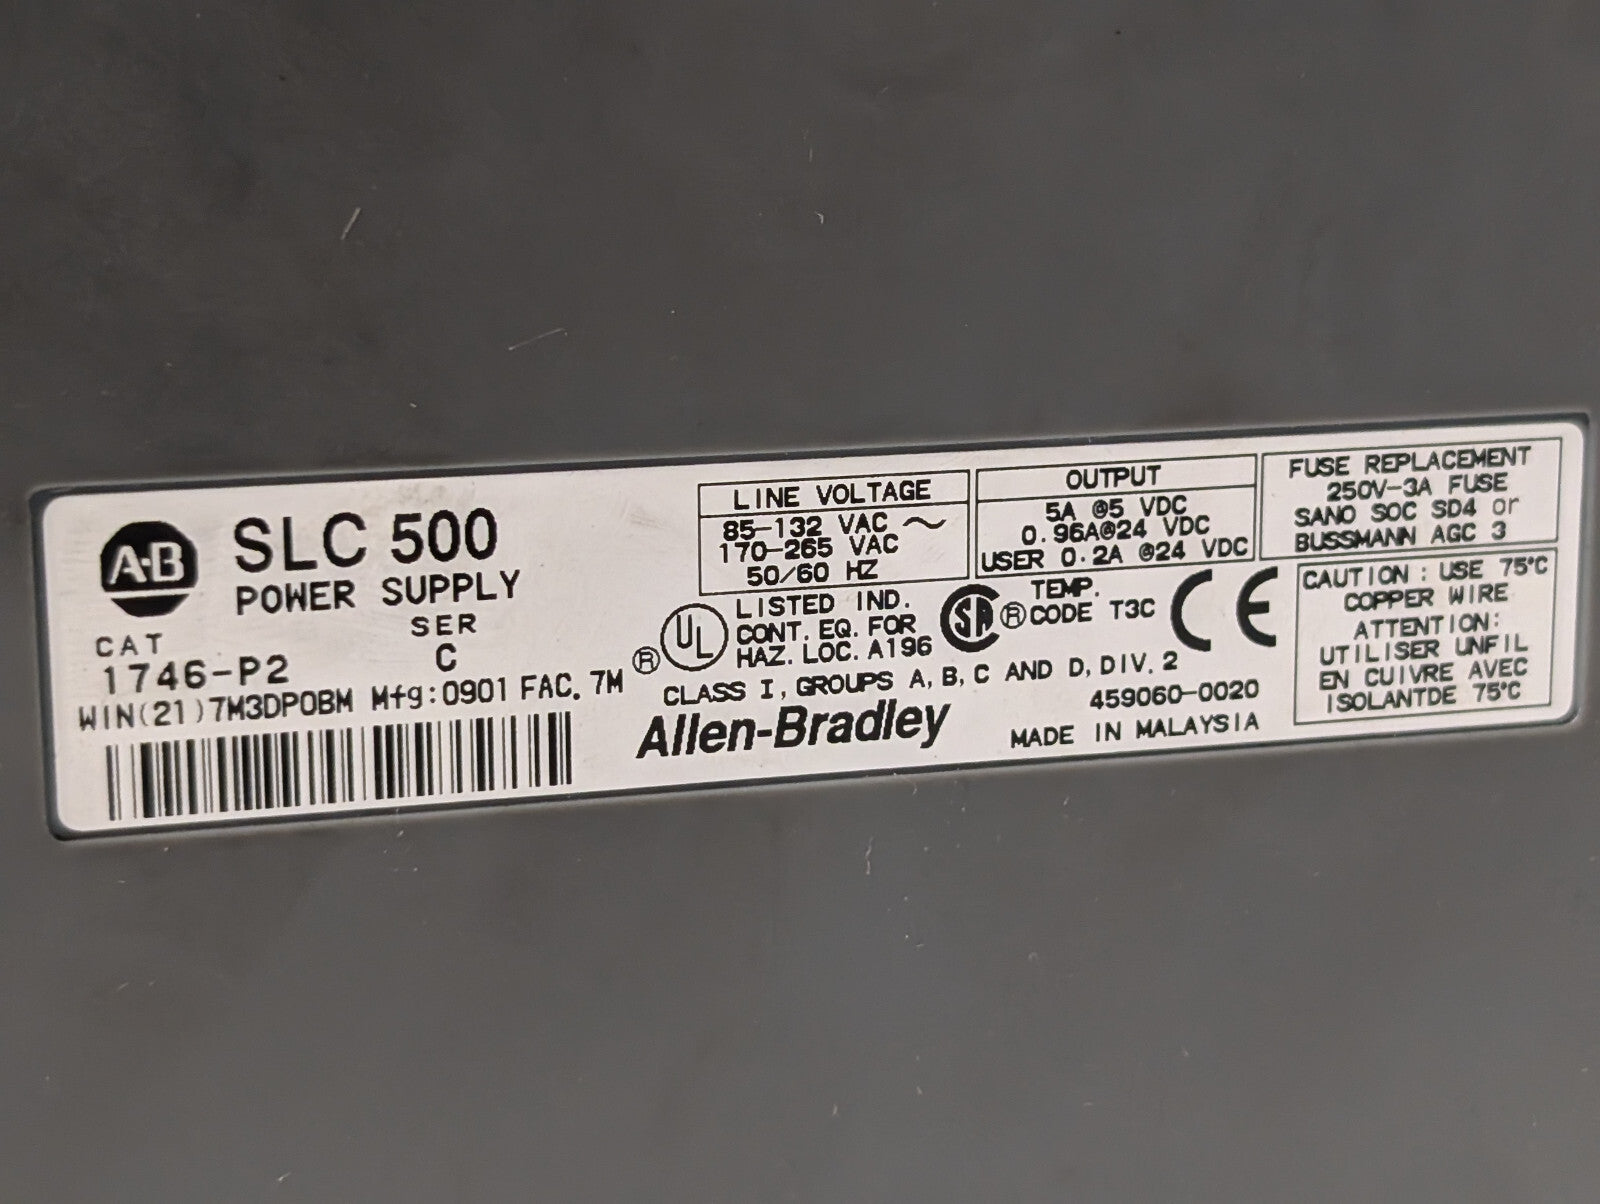 A-B
SLC 500
POWER SUPPLY
CAT
SER
1746-P2
C
WIN(21)7M3DP0BM Mfg:0901 FAC. 7M
LINE VOLTAGE
85-132 VAC ~
170-265 VAC
50/60 HZ
OUTPUT
5A @5 VDC
0.96A@24 VDC
USER 0.2A @24 VDC
FUSE REPLACEMENT
250V-3A FUSE
SANO SOC SD4 or
BUSSMANN AGC 3
® UL
LISTED IND.
CONT. EQ. FOR
HAZ. LOC. A196
SA ®
TEMP.
CODE T3C
CE
CLASS I, GROUPS A, B, C AND D, DIV. 2
Allen-Bradley
459060-0020
MADE IN MALAYSIA
CAUTION: USE 75°C
COPPER WIRE
ATTENTION:
UTILISER UNFIL
EN CUIVRE AVEC
ISOLANTDE 75°C